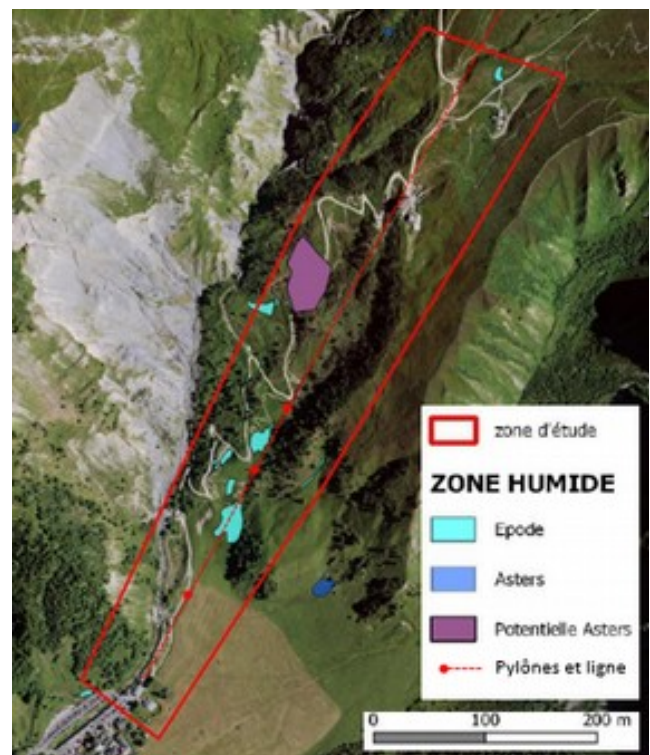 zone d'étude
ZONE HUMIDE
Epode
Asters
Potentielle Asters
Pylônes et ligne
0 100 200 m